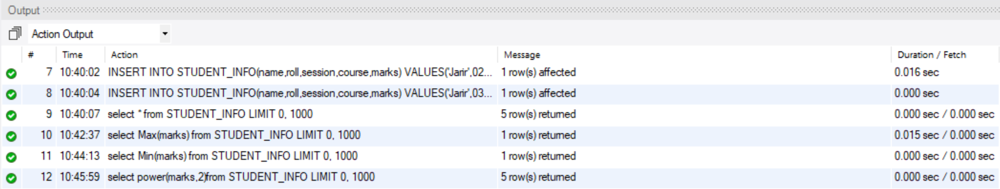 Output
Action Output
# Time Action Message Duration / Fetch
7 10:40:02 INSERT INTO STUDENT_INFO(name,roll,session,course,marks) VALUES('Jarir',02... 1 row(s) affected 0.016 sec
8 10:40:04 INSERT INTO STUDENT_INFO(name,roll,session,course,marks) VALUES('Jarir',03... 1 row(s) affected 0.000 sec
9 10:40:07 select * from STUDENT_INFO LIMIT 0, 1000 5 row(s) returned 0.000 sec / 0.000 sec
10 10:42:37 select Max(marks) from STUDENT_INFO LIMIT 0, 1000 1 row(s) returned 0.015 sec / 0.000 sec
11 10:44:13 select Min(marks) from STUDENT_INFO LIMIT 0, 1000 1 row(s) returned 0.000 sec / 0.000 sec
12 10:45:59 select power(marks,2)from STUDENT_INFO LIMIT 0, 1000 5 row(s) returned 0.000 sec / 0.000 sec